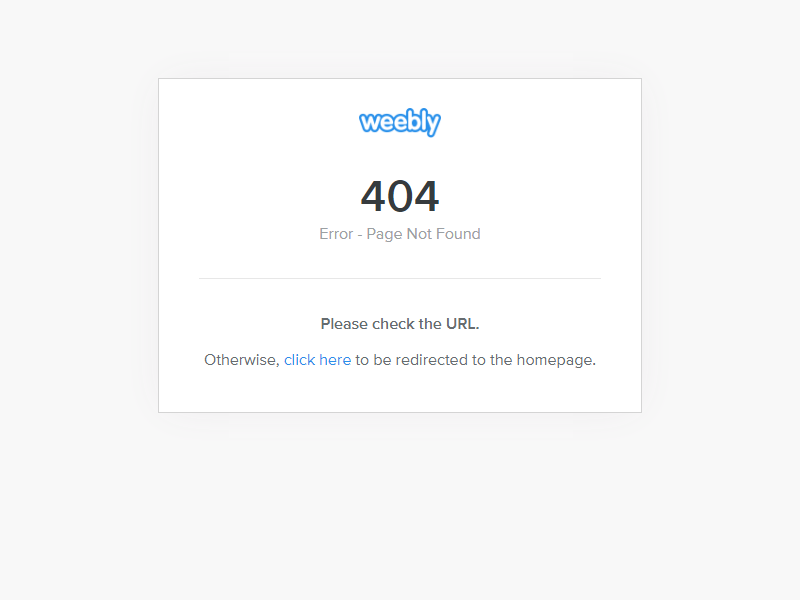 weebly
404
Error - Page Not Found
Please check the URL.
Otherwise, click here to be redirected to the homepage.